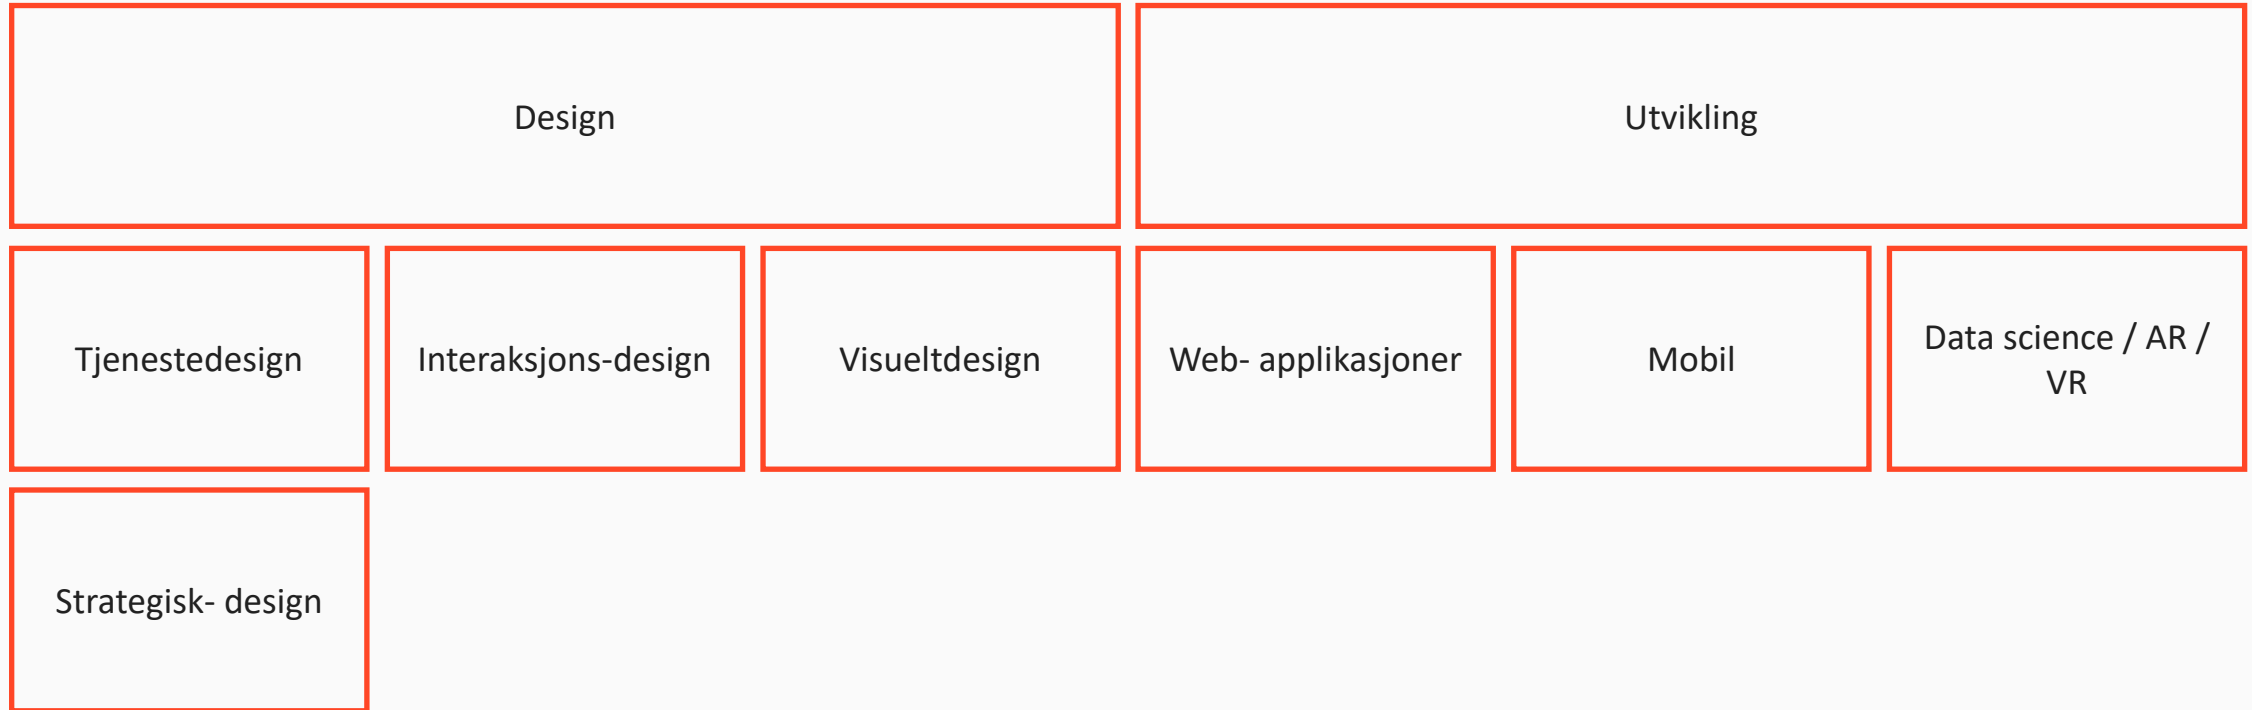 Design
Utvikling
Tjenestedesign
Interaksjons-design
Visueltdesign
Web- applikasjoner
Mobil
Data science / AR /
VR
Strategisk- design